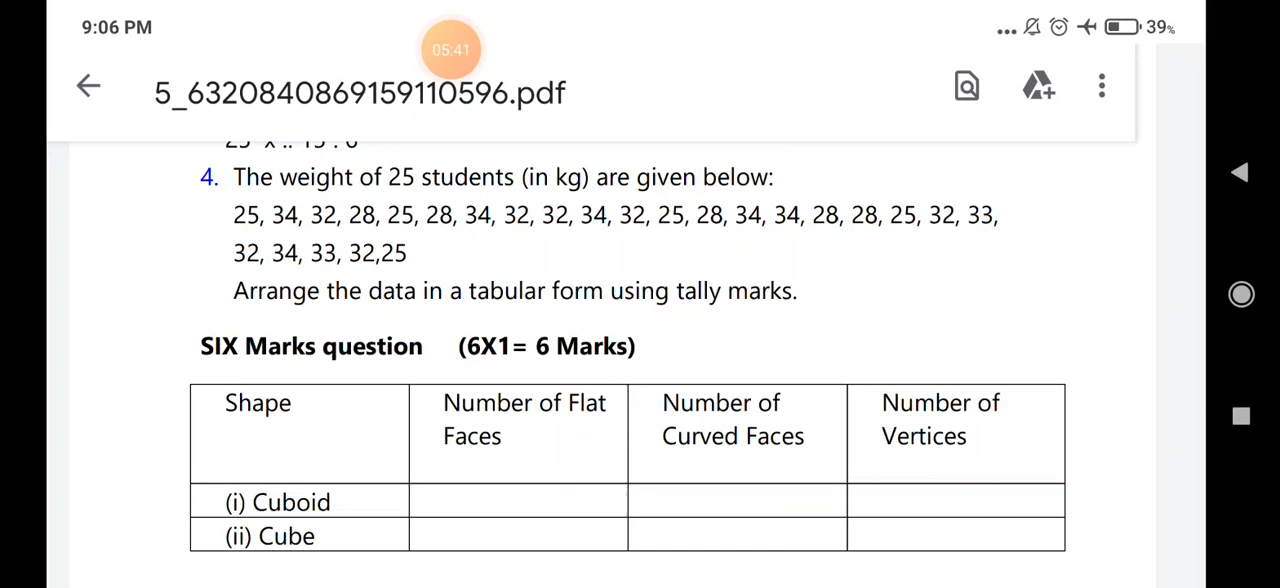 9:06 PM
05:41
39%
5_6320840869159110596.pdf
4. The weight of 25 students (in kg) are given below:
25, 34, 32, 28, 25, 28, 34, 32, 32, 34, 32, 25, 28, 34, 34, 28, 28, 25, 32, 33,
32, 34, 33, 32,25
Arrange the data in a tabular form using tally marks.
SIX Marks question (6X1= 6 Marks)
Shape
Number of Flat
Faces
Number of
Curved Faces
Number of
Vertices
(i) Cuboid
(ii) Cube